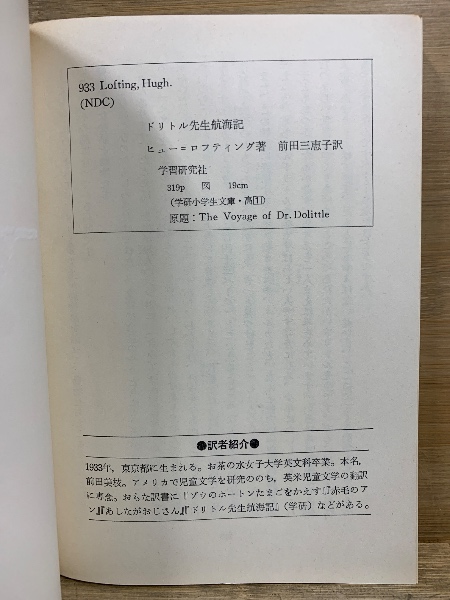 933 Lofting, Hugh.
(NDC)
ドリトル先生航海記
ヒュー＝ロフティング著　前田三恵子訳
学習研究社
319p　図　19cm
(学研小学生文庫・高①)
原題：The Voyage of Dr. Dolittle
●訳者紹介●
1933年，東京都に生まれる。お茶の水女子大学英文科卒業。本名，
前田美枝。アメリカで児童文学を研究ののち，英米児童文学の翻訳
に専念。おもな訳書に『ゾウのホートンたまごをかえす』『赤毛のア
ン』『あしながおじさん』『ドリトル先生航海記』（学研）などがある。